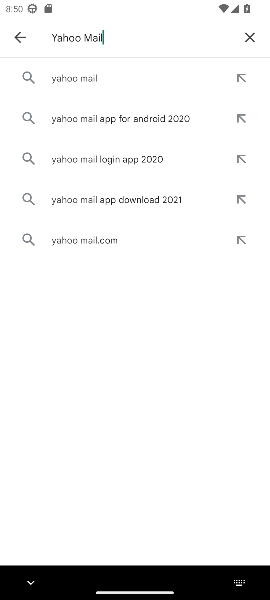 8:50
Yahoo Mail
yahoo mail
yahoo mail app for android 2020
yahoo mail login app 2020
yahoo mail app download 2021
yahoo mail.com